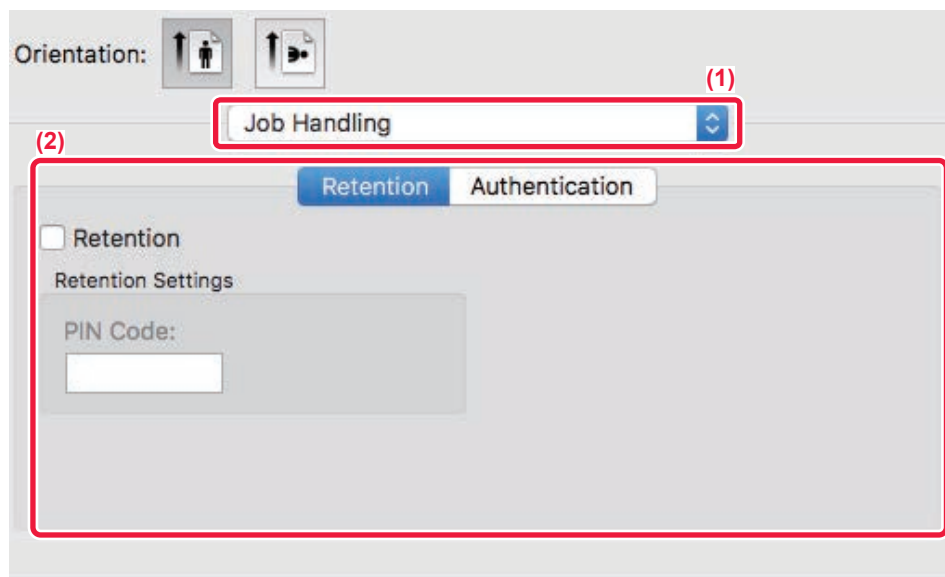 Orientation:
(1)
Job Handling
(2)
Retention Authentication
Retention
Retention Settings
PIN Code: